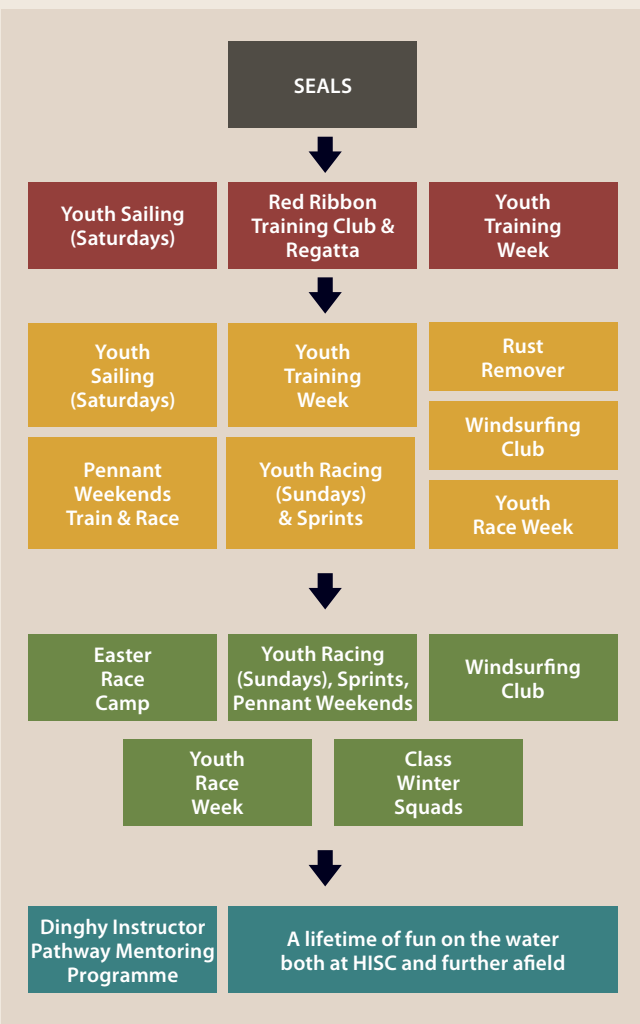 SEALS
Youth Sailing
(Saturdays)
Red Ribbon
Training Club &
Regatta
Youth
Training
Week
Youth
Sailing
(Saturdays)
Youth
Training
Week
Rust
Remover
Windsurfing
Club
Youth
Race Week
Pennant
Weekends
Train & Race
Youth Racing
(Sundays)
& Sprints
Easter
Race
Camp
Youth Racing
(Sundays), Sprints,
Pennant Weekends
Windsurfing
Club
Youth
Race
Week
Class
Winter
Squads
Dinghy Instructor
Pathway Mentoring
Programme
A lifetime of fun on the water
both at HISC and further afield